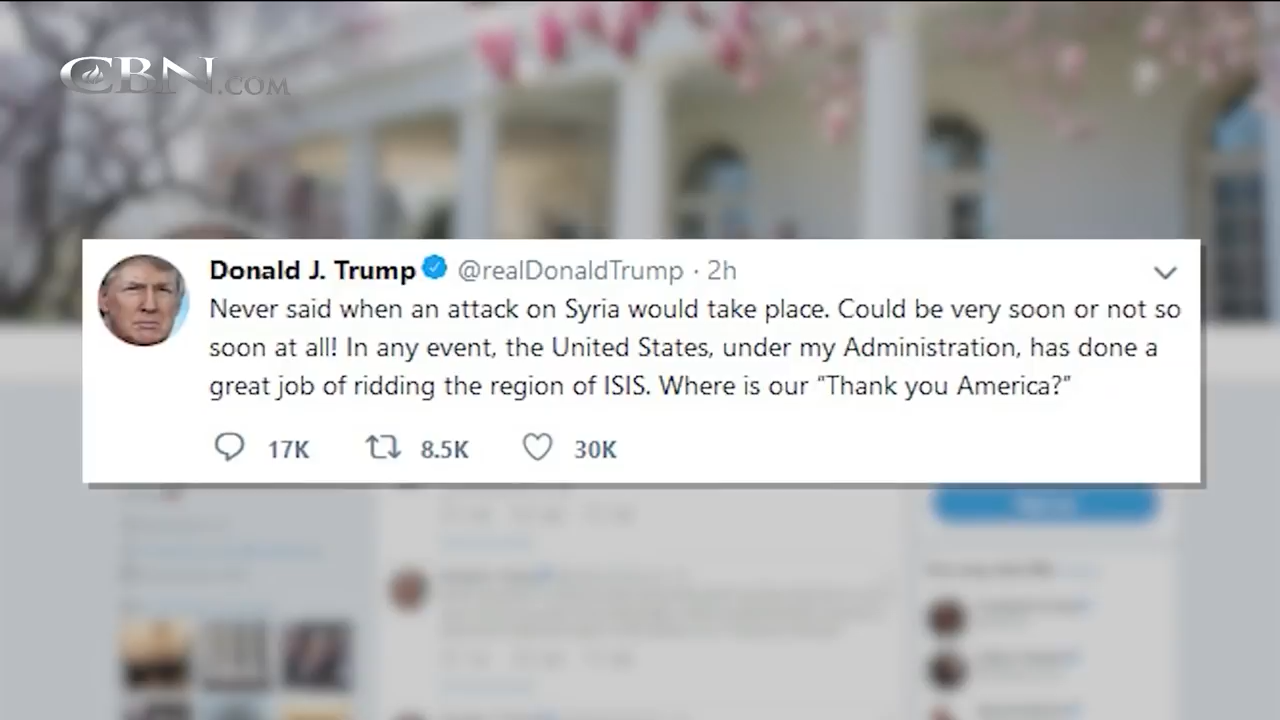 CBN.COM
Donald J. Trump @realDonaldTrump · 2h
Never said when an attack on Syria would take place. Could be very soon or not so
soon at all! In any event, the United States, under my Administration, has done a
great job of ridding the region of ISIS. Where is our “Thank you America?”
17K 8.5K 30K